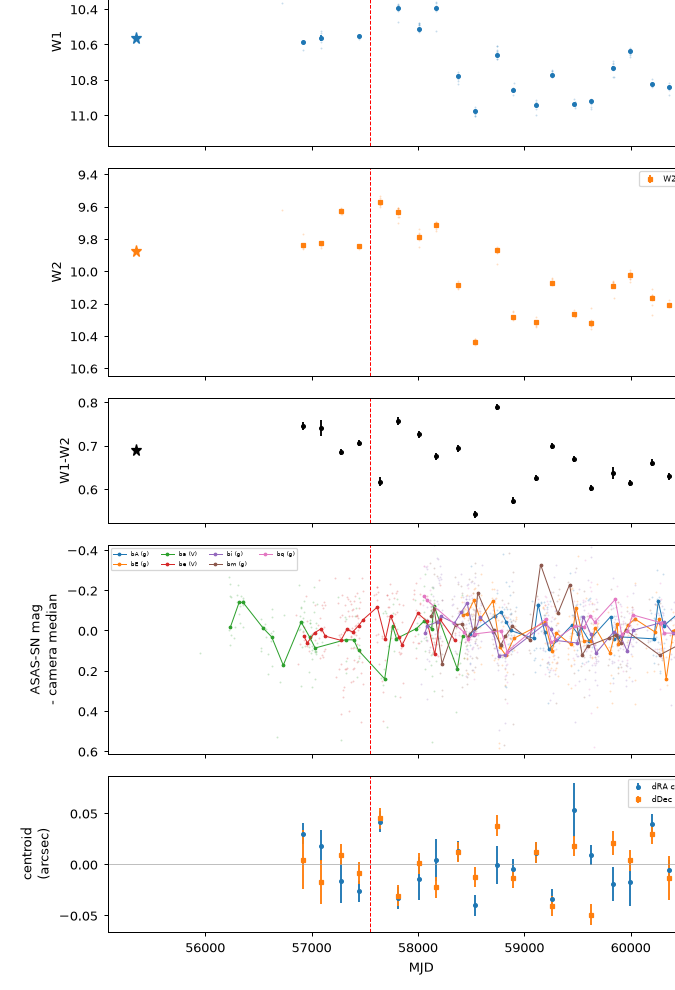 10.4
10.6
10.8
11.0
W1
9.4
9.6
9.8
10.0
10.2
10.4
10.6
W2
W2
0.8
0.7
0.6
W1-W2
−0.4
−0.2
0.0
0.2
0.4
0.6
ASAS-SN mag
- camera median
bA (g)
bE (g)
ba (V)
be (V)
bi (g)
bm (g)
bq (g)
0.05
0.00
−0.05
centroid
(arcsec)
dRA c
dDec
56000
57000
58000
59000
60000
MJD